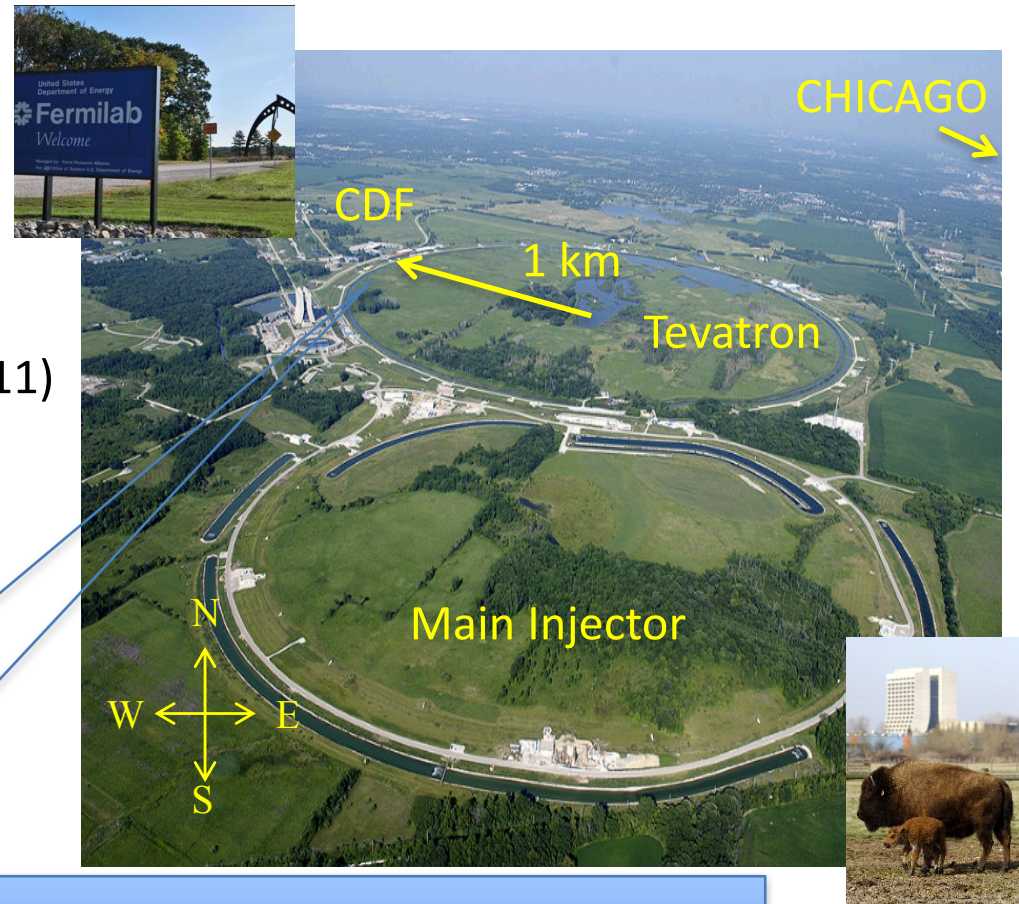 United States
Department of Energy
Fermilab
Welcome
CHICAGO
CDF
1 km
Tevatron
11)
Main Injector
N
W E
S